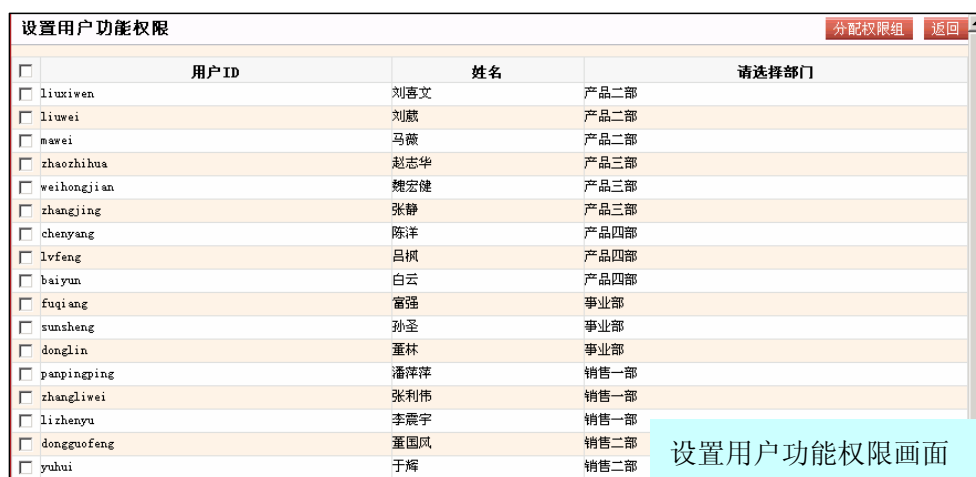 设置用户功能权限 分配权限组 返回
用户ID 姓名 请选择部门
liuxiwen 刘喜文 产品二部
liuwei 刘葳 产品二部
mawei 马薇 产品二部
zhaozhihua 赵志华 产品三部
weihongjian 魏宏健 产品三部
zhangjing 张静 产品三部
chenyang 陈洋 产品四部
lvfeng 吕枫 产品四部
baiyun 白云 产品四部
fuqiang 富强 事业部
sunsheng 孙圣 事业部
donglin 董林 事业部
panpingping 潘萍萍 销售一部
zhangliwei 张利伟 销售一部
lizhenyu 李震宇 销售一部
dongguofeng 董国风 销售二部
yuhui 于辉 销售二部
设置用户功能权限画面